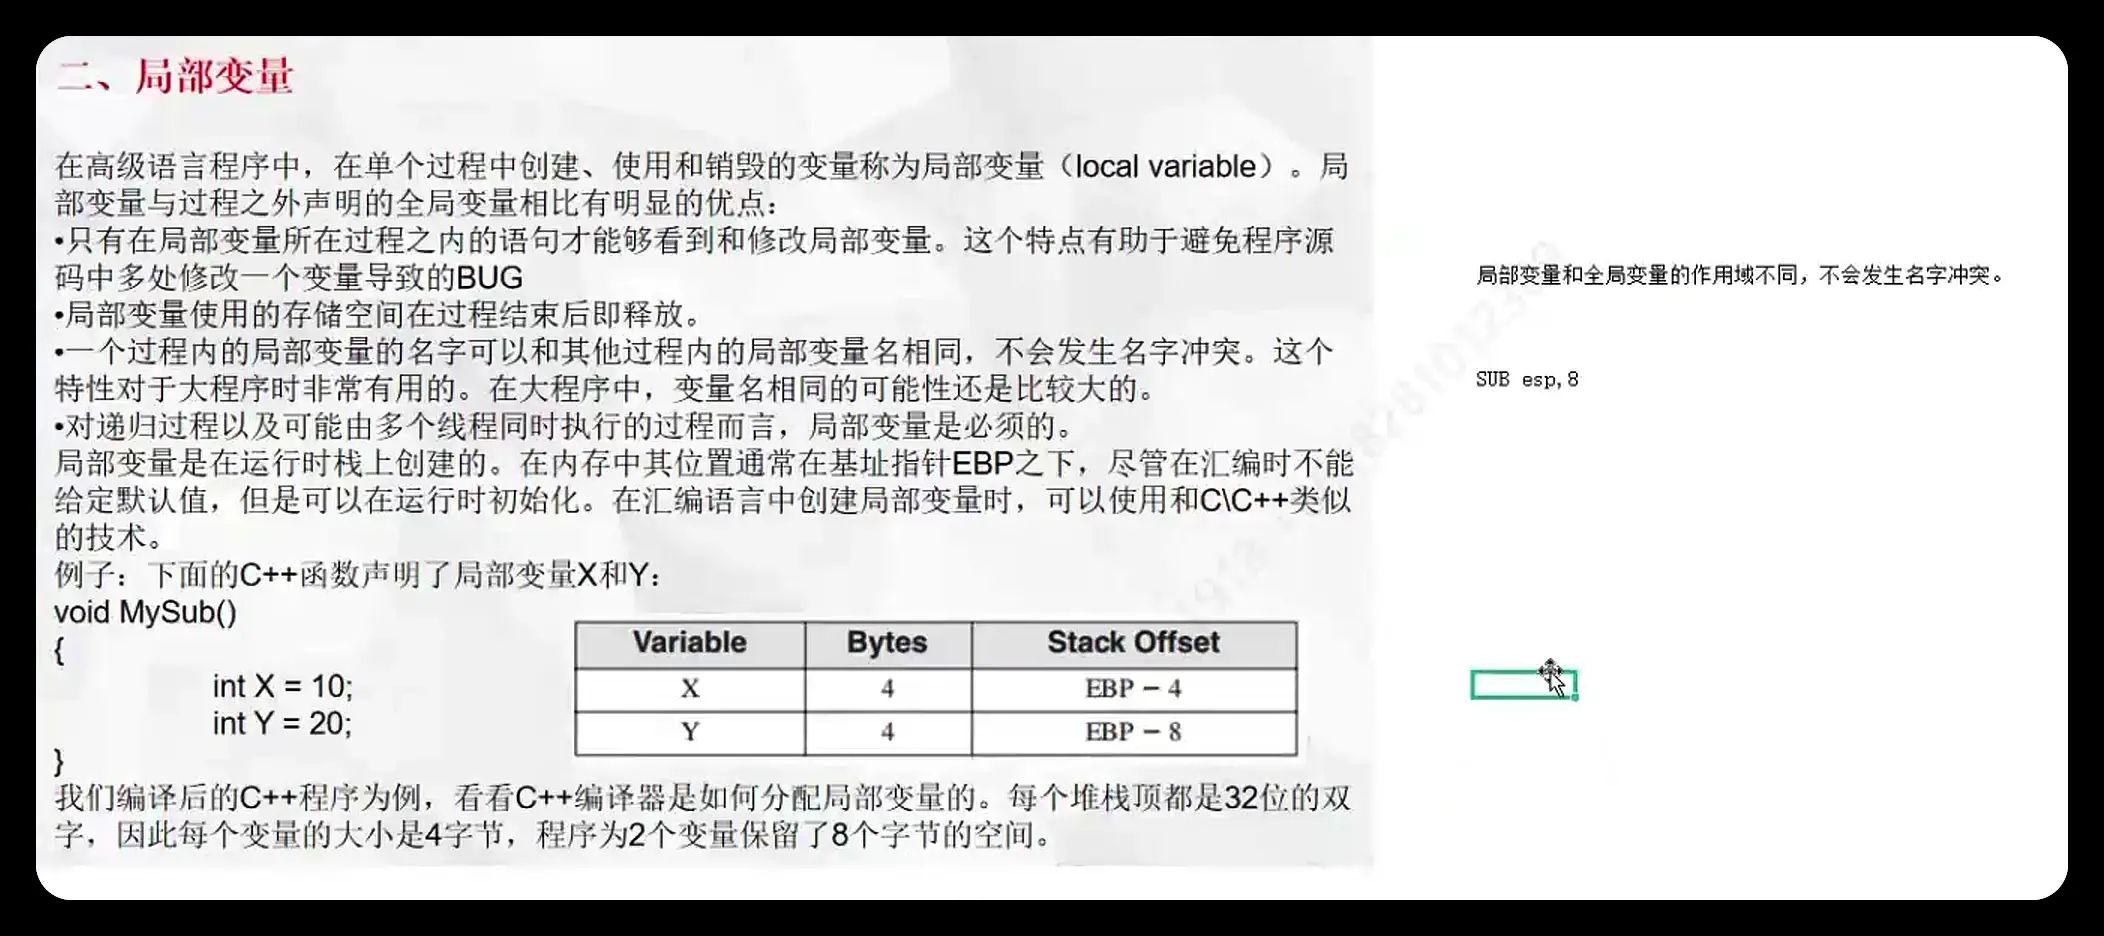 二、局部变量
在高级语言程序中，在单个过程中创建、使用和销毁的变量称为局部变量（local variable）。局
部变量与过程之外声明的全局变量相比有明显的优点：
•只有在局部变量所在过程之内的语句才能够看到和修改局部变量。这个特点有助于避免程序源
码中多处修改一个变量导致的BUG
•局部变量使用的存储空间在过程结束后即释放。
•一个过程内的局部变量的名字可以和其他过程内的局部变量名相同，不会发生名字冲突。这个
特性对于大程序时非常有用的。在大程序中，变量名相同的可能性还是比较大的。
•对递归过程以及可能由多个线程同时执行的过程而言，局部变量是必须的。
局部变量是在运行时栈上创建的。在内存中其位置通常在基址指针EBP之下，尽管在汇编时不能
给定默认值，但是可以在运行时初始化。在汇编语言中创建局部变量时，可以使用和C\C++类似
的技术。
例子：下面的C++函数声明了局部变量X和Y：
void MySub()
{
int X = 10;
int Y = 20;
}
Variable Bytes Stack Offset
X 4 EBP − 4
Y 4 EBP − 8
我们编译后的C++程序为例，看看C++编译器是如何分配局部变量的。每个堆栈顶都是32位的双
字，因此每个变量的大小是4字节，程序为2个变量保留了8个字节的空间。
局部变量和全局变量的作用域不同，不会发生名字冲突。
SUB esp,8